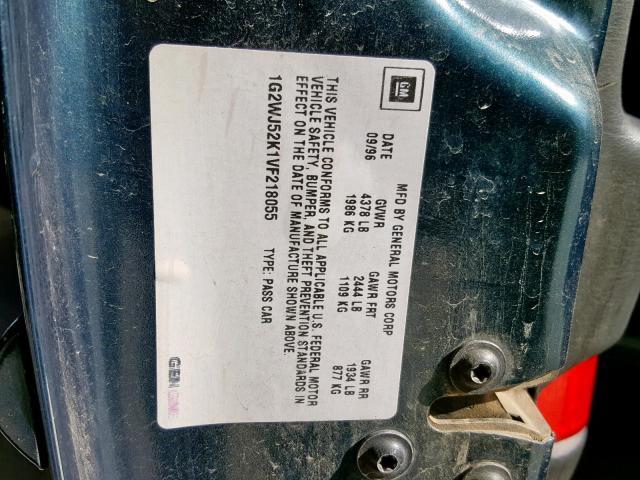 GM
MFD BY GENERAL MOTORS CORP
DATE GVWR GAWR FRT GAWR RR
09/96 4378 LB 2444 LB 1934 LB
1986 KG 1109 KG 877 KG
THIS VEHICLE CONFORMS TO ALL APPLICABLE U.S. FEDERAL MOTOR
VEHICLE SAFETY, BUMPER, AND THEFT PREVENTION STANDARDS IN
EFFECT ON THE DATE OF MANUFACTURE SHOWN ABOVE.
1G2WJ52K1VF218055 TYPE: PASS CAR